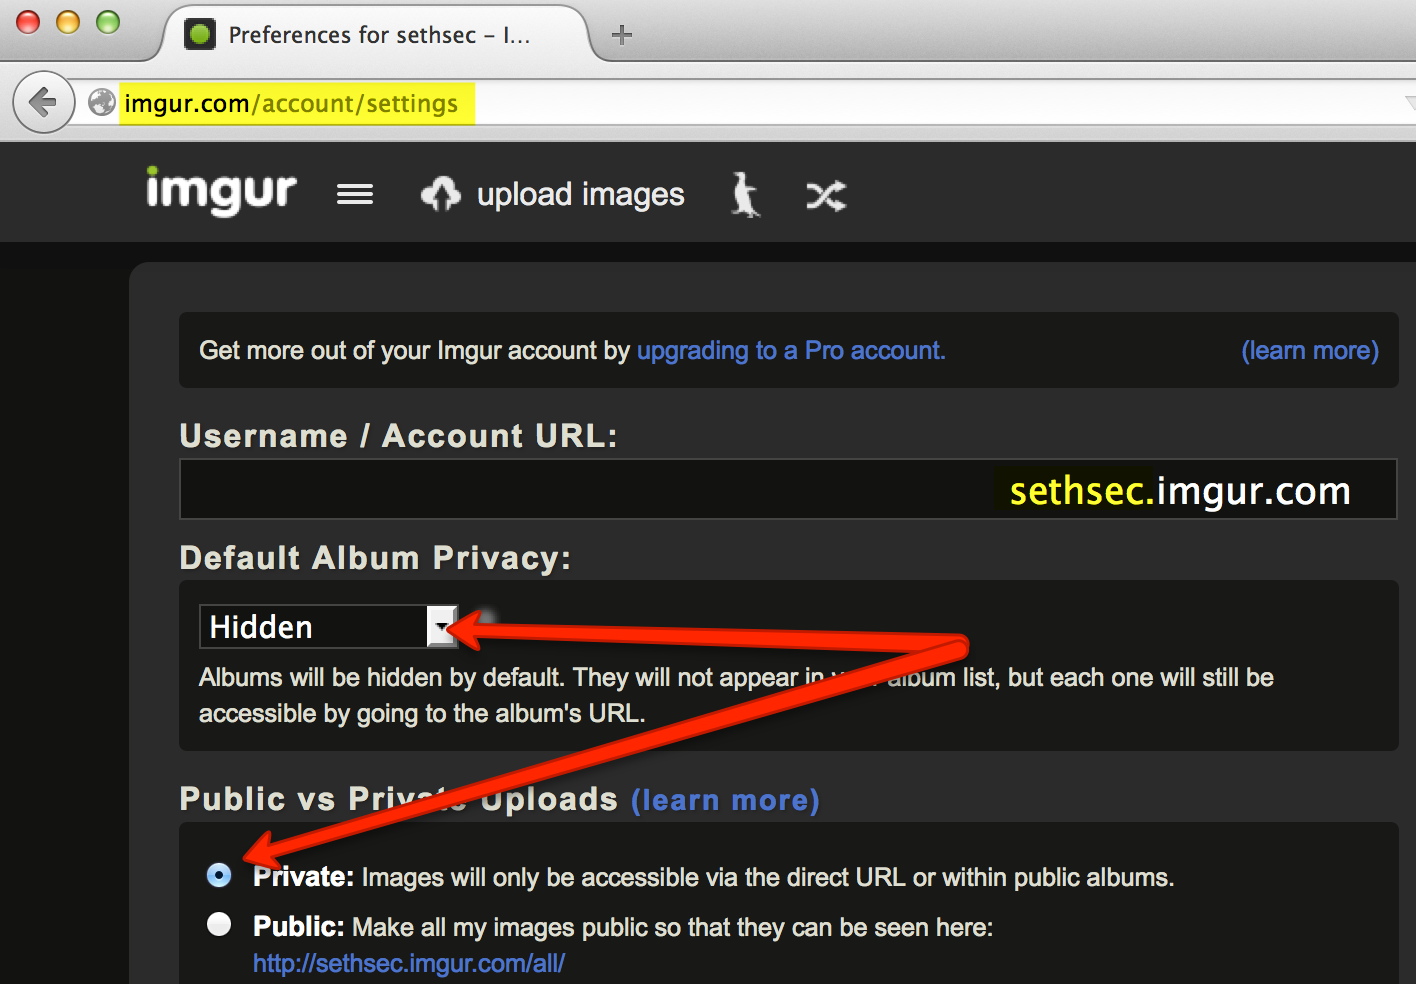 Preferences for sethsec – I...
imgur.com/account/settings
imgur
upload images
Get more out of your Imgur account by upgrading to a Pro account. (learn more)
Username / Account URL:
sethsec.imgur.com
Default Album Privacy:
Hidden
Albums will be hidden by default. They will not appear in album list, but each one will still be
accessible by going to the album's URL.
Public vs Private Uploads (learn more)
Private: Images will only be accessible via the direct URL or within public albums.
Public: Make all my images public so that they can be seen here:
http://sethsec.imgur.com/all/